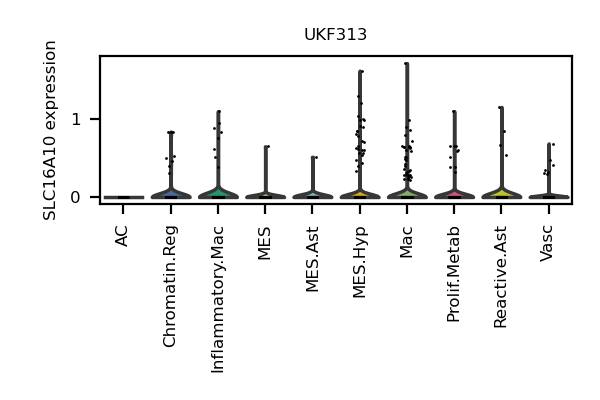 UKF313
SLC16A10 expression
1
0
AC
Chromatin.Reg
Inflammatory.Mac
MES
MES.Ast
MES.Hyp
Mac
Prolif.Metab
Reactive.Ast
Vasc